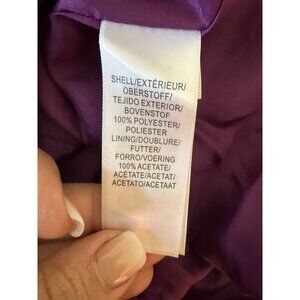 SHELL/EXTÉRIEUR/
OBERSTOFF/
TEJIDO EXTERIOR/
BOVENSTOF
100% POLYESTER/
POLIESTER
LINING/DOUBLURE/
FUTTER/
FORRO/VOERING
100% ACETATE/
ACÉTATE/ACETAT/
ACETATO/ACETAAT